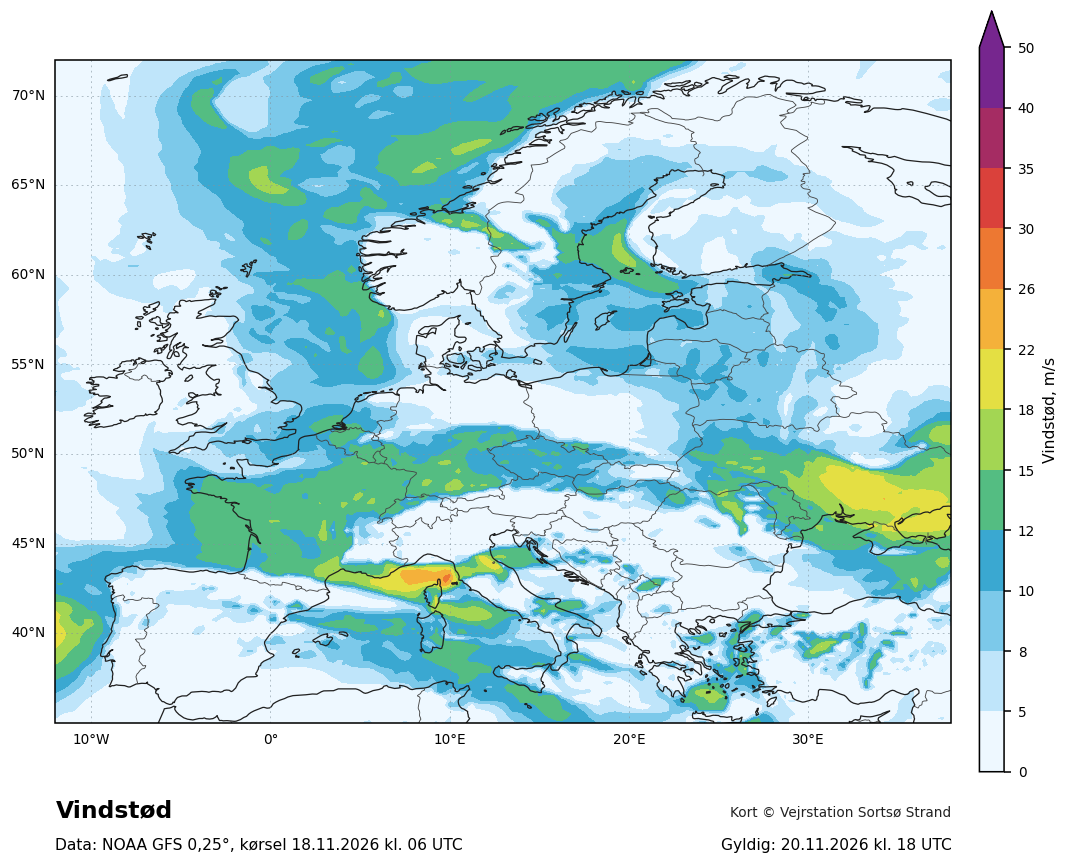 50
40
35
30
26
22
18
15
12
10
8
5
0
Vindstød, m/s
70°N
65°N
60°N
55°N
50°N
45°N
40°N
10°W
0°
10°E
20°E
30°E
Vindstød
Kort © Vejrstation Sortsø Strand
Data: NOAA GFS 0,25°, kørsel 18.11.2026 kl. 06 UTC
Gyldig: 20.11.2026 kl. 18 UTC